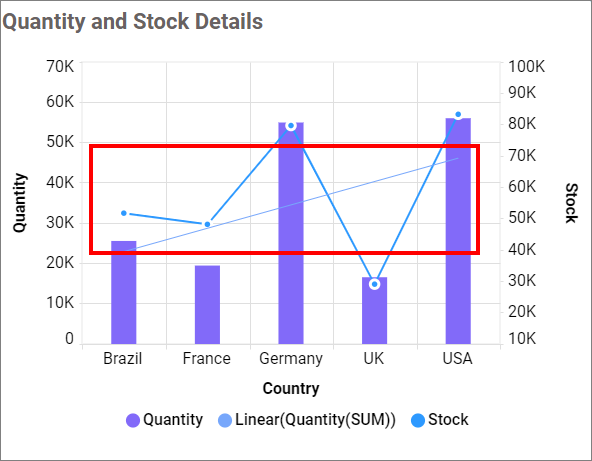 Quantity and Stock Details
70K
60K
50K
40K
30K
20K
10K
0
Quantity
100K
90K
80K
70K
60K
50K
40K
30K
20K
10K
Stock
Brazil France Germany UK USA
Country
Quantity Linear(Quantity(SUM)) Stock